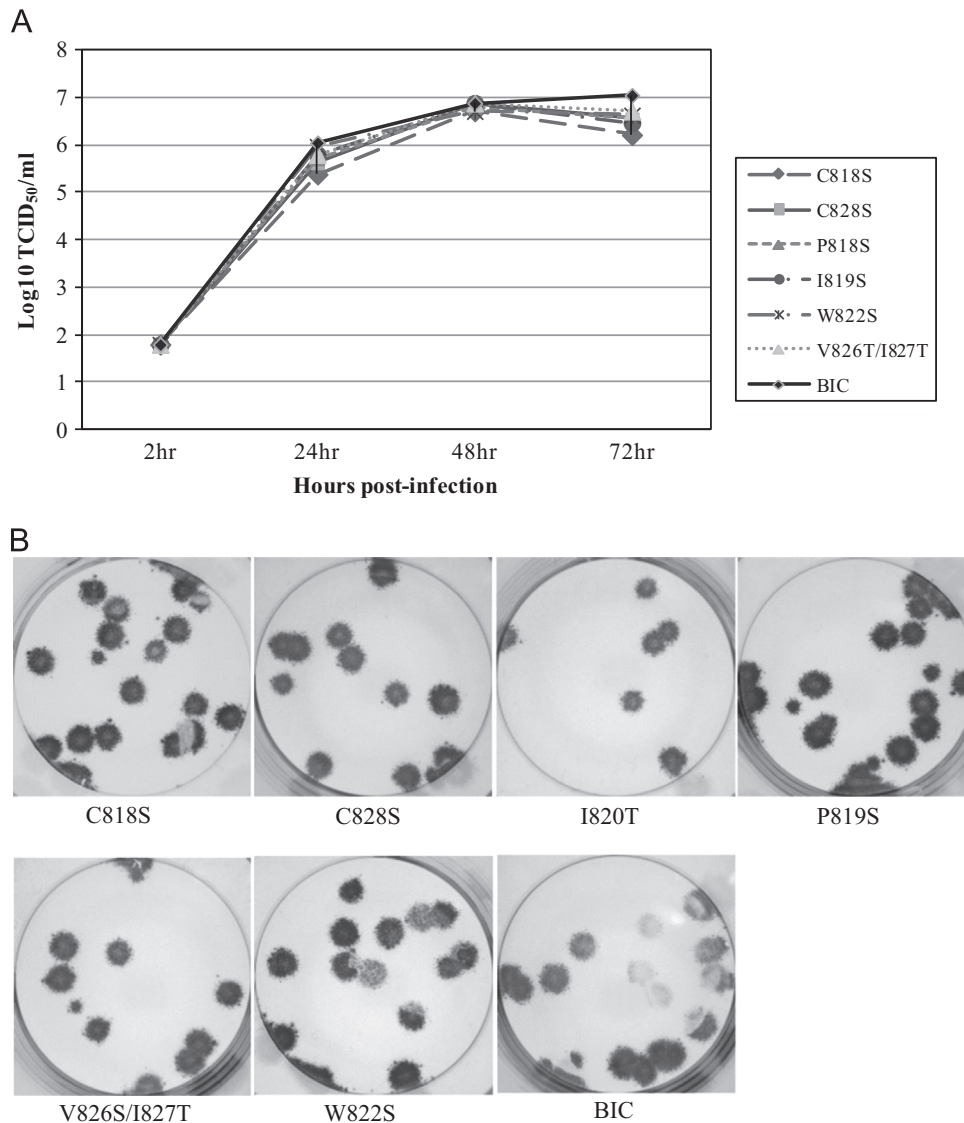 A
8
7
6
5
4
3
2
1
0
Log10 TCID50/ml
2hr 24hr 48hr 72hr
Hours post-infection
C818S
C828S
P818S
I819S
W822S
V826T/I827T
BIC
B
C818S C828S I820T P819S
V826S/I827T W822S BIC